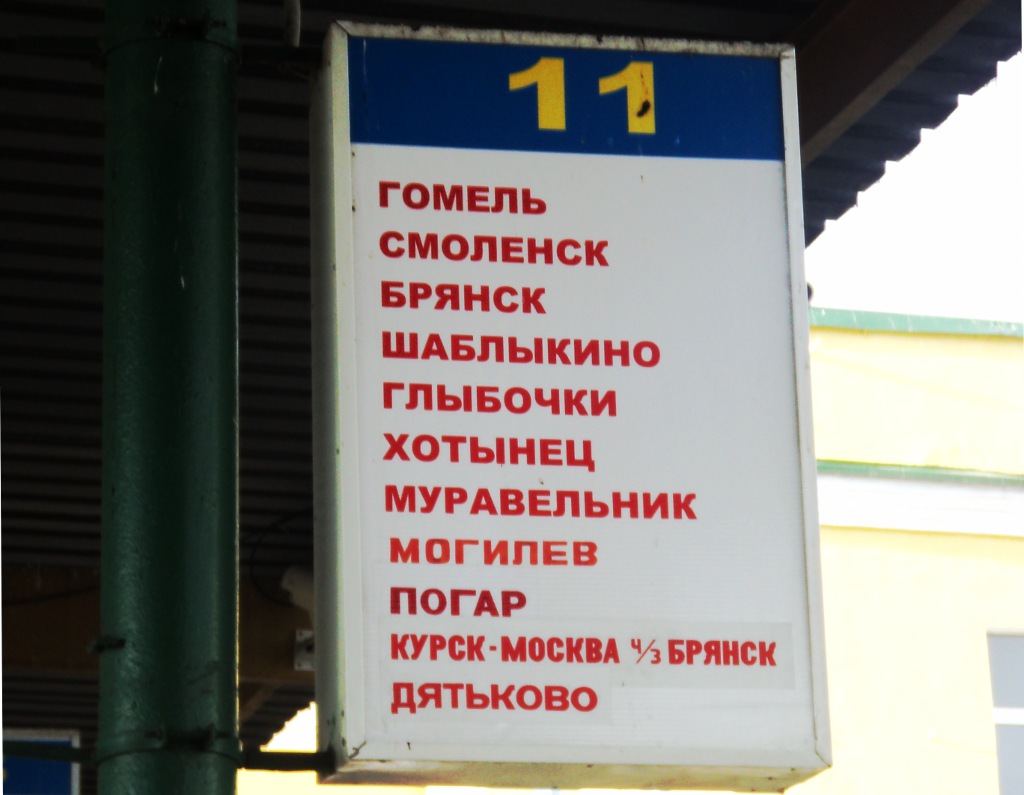 11
ГОМЕЛЬ
СМОЛЕНСК
БРЯНСК
ШАБЛЫКИНО
ГЛЫБОЧКИ
ХОТЫНЕЦ
МУРАВЕЛЬНИК
МОГИЛЕВ
ПОГАР
КУРСК-МОСКВА Ч/З БРЯНСК
ДЯТЬКОВО